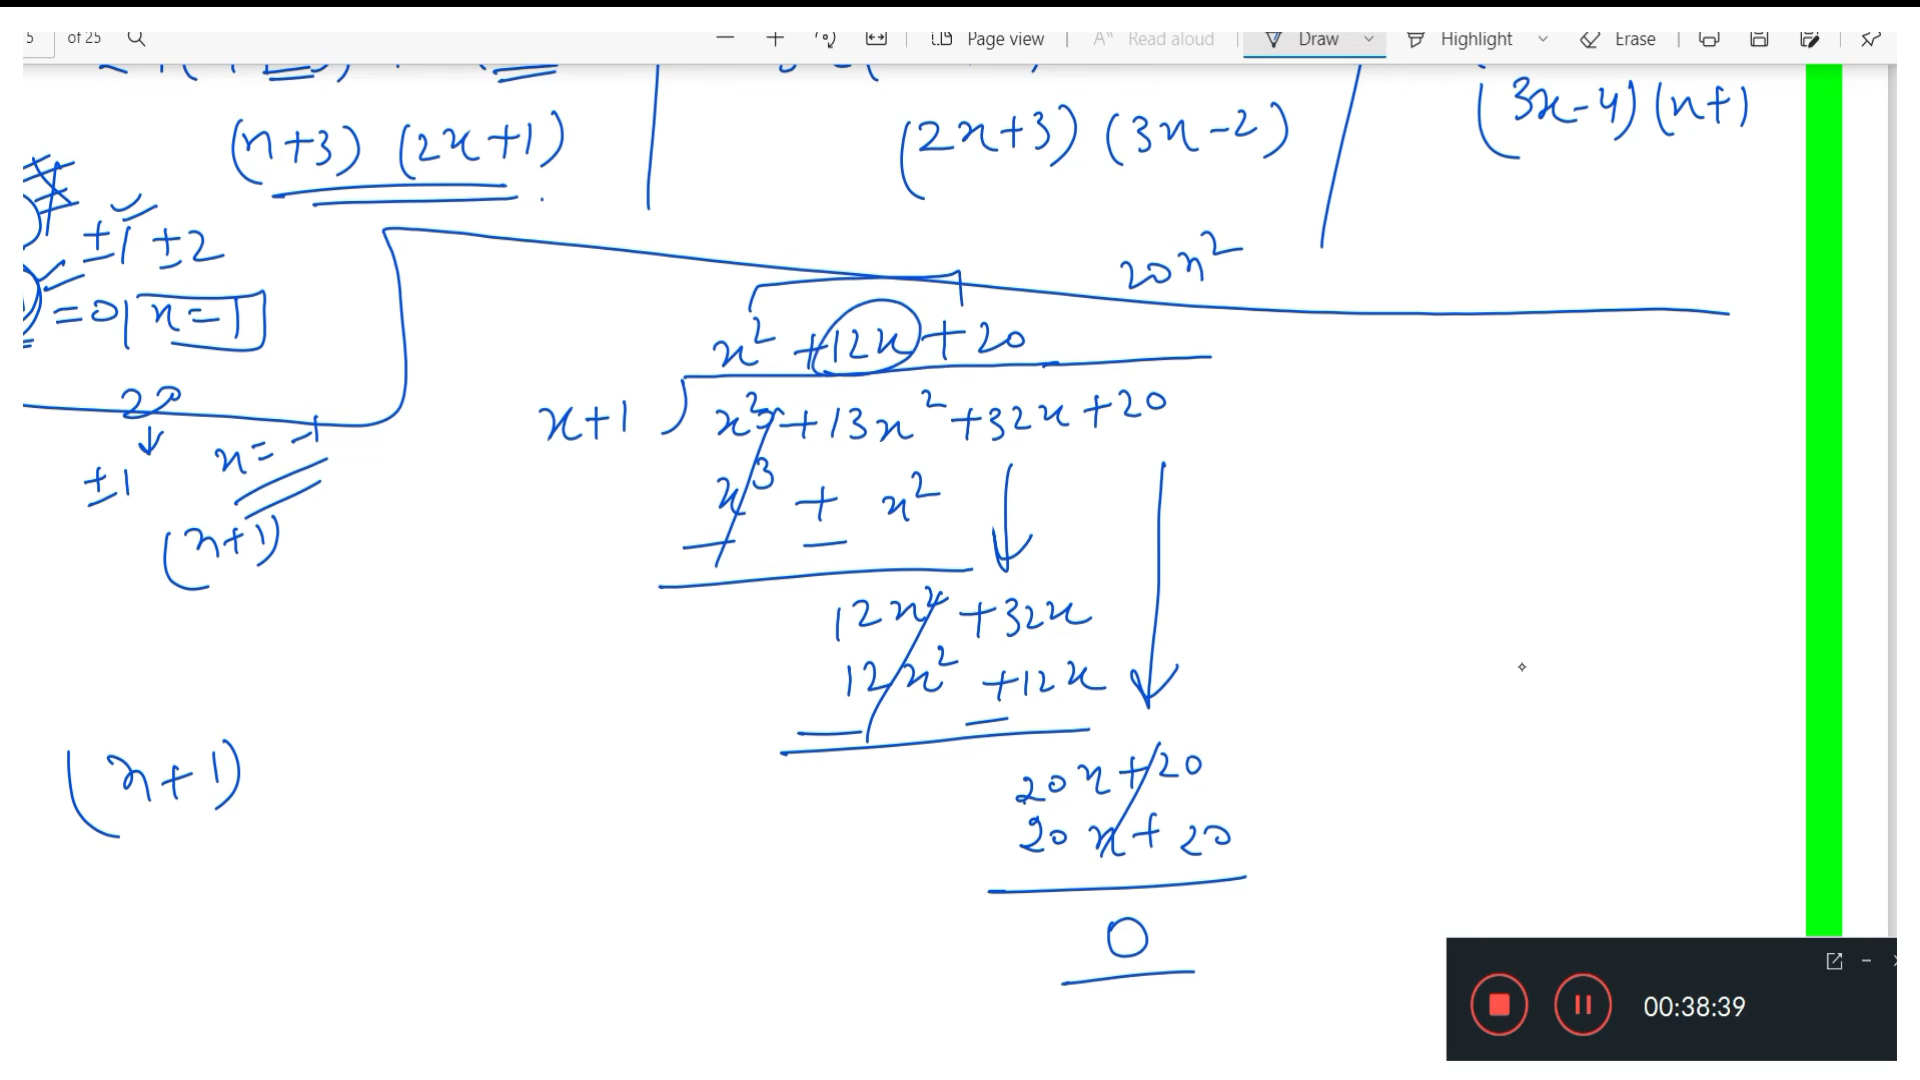 5 of 25 Page view Read aloud Draw Highlight Erase
(x+3) (2x+1) (2x+3) (3x-2) (3x-4) (x+1
±1 ±2
=0 | x=1
20x²
x² + 12x + 20
x+1 ) x³ + 13x² + 32x + 20
20
±1 x = -1
x³ + x²
(x+1)
12x² + 32x
12x² + 12x
(x+1)
20x + 20
20x + 20
0
00:38:39